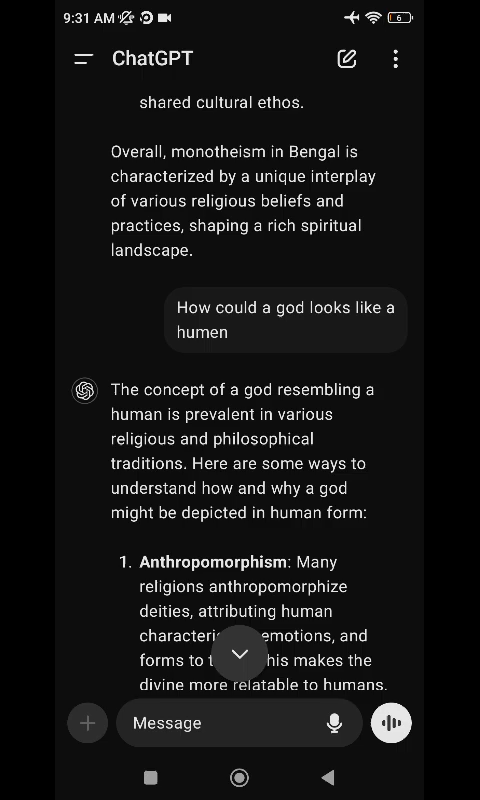 9:31 AM
6
ChatGPT
shared cultural ethos.
Overall, monotheism in Bengal is
characterized by a unique interplay
of various religious beliefs and
practices, shaping a rich spiritual
landscape.
How could a god looks like a
humen
The concept of a god resembling a
human is prevalent in various
religious and philosophical
traditions. Here are some ways to
understand how and why a god
might be depicted in human form:
1. Anthropomorphism: Many
religions anthropomorphize
deities, attributing human
emotions, and
forms to
makes the
divine more relatable to humans.
Message